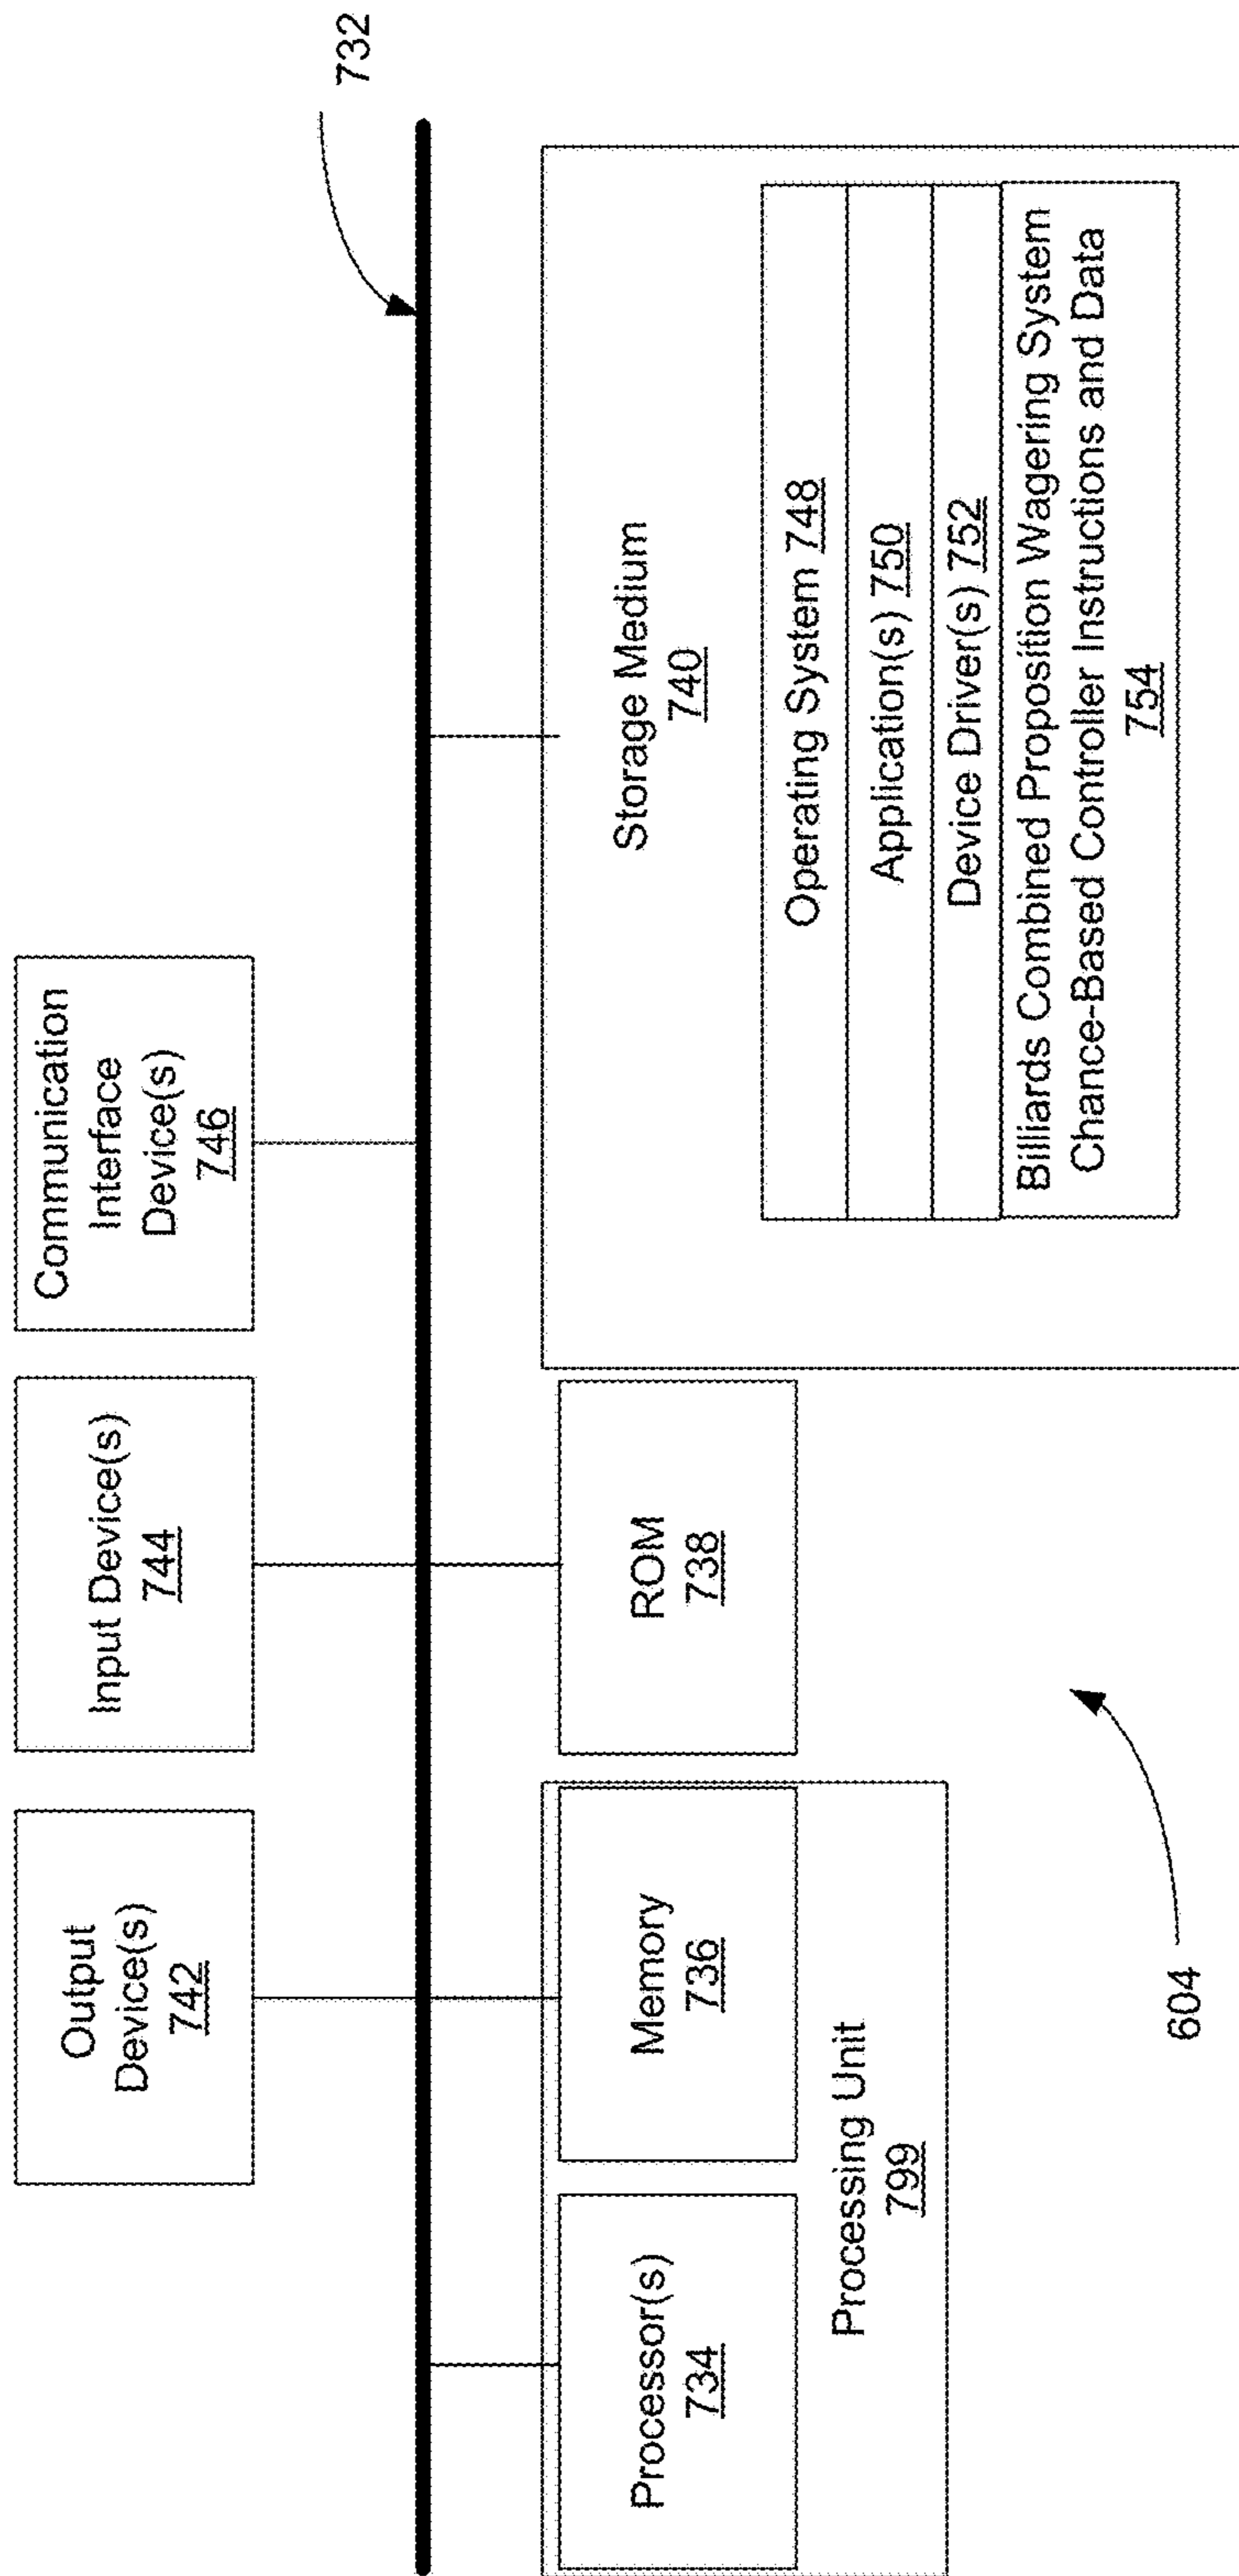 Output
Device(s)
742
Input Device(s)
744
Communication
Interface
Device(s)
746
732
Processor(s)
734
Memory
736
Processing Unit
799
ROM
738
Storage Medium
740
Operating System 748
Application(s) 750
Device Driver(s) 752
Billiards Combined Proposition Wagering System
Chance-Based Controller Instructions and Data
754
604